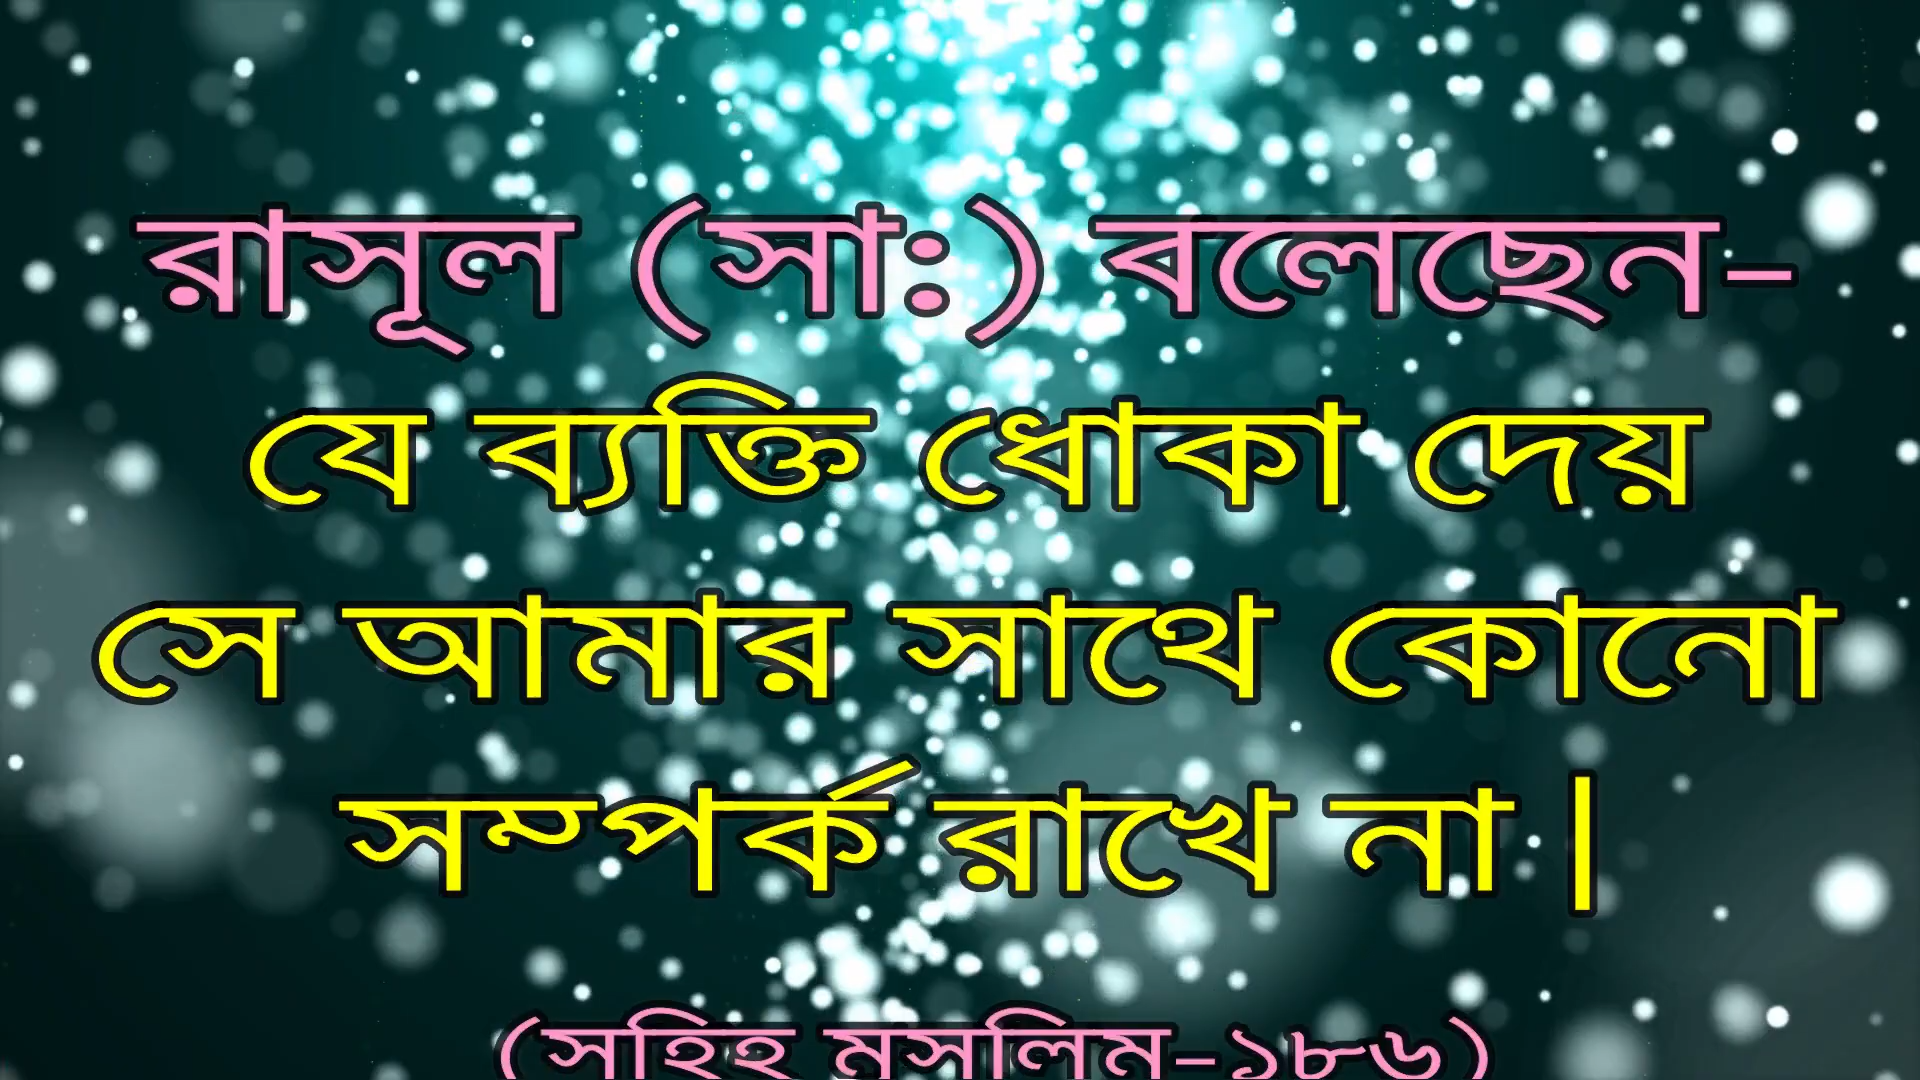 রাসূল (সাঃ) বলেছেন-
যে ব্যক্তি ধোকা দেয়
সে আমার সাথে কোনো
সম্পর্ক রাখে না |
(সহিহ মুসলিম-১৮৬)